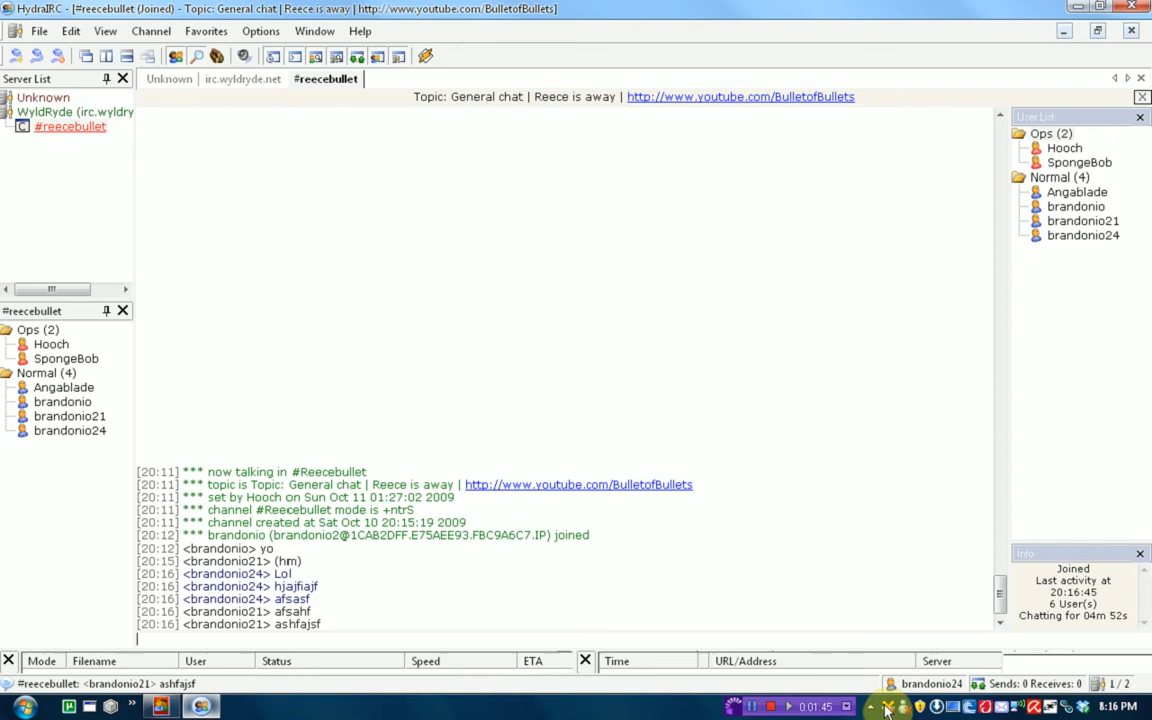 HydraIRC - [#reecebullet (Joined) - Topic: General chat | Reece is away | http://www.youtube.com/BulletofBullets]
File Edit View Channel Favorites Options Window Help
Server List
Unknown
WyldRyde (irc.wyldry
#reecebullet
Unknown irc.wyldryde.net #reecebullet
Topic: General chat | Reece is away | http://www.youtube.com/BulletofBullets
User List
Ops (2)
Hooch
SpongeBob
Normal (4)
Angablade
brandonio
brandonio21
brandonio24
#reecebullet
Ops (2)
Hooch
SpongeBob
Normal (4)
Angablade
brandonio
brandonio21
brandonio24
[20:11] *** now talking in #Reecebullet
[20:11] *** topic is Topic: General chat | Reece is away | http://www.youtube.com/BulletofBullets
[20:11] *** set by Hooch on Sun Oct 11 01:27:02 2009
[20:11] *** channel #Reecebullet mode is +ntrS
[20:11] *** channel created at Sat Oct 10 20:15:19 2009
[20:12] *** brandonio (brandonio2@1CAB2DFF.E75AEE93.FBC9A6C7.IP) joined
[20:12] <brandonio> yo
[20:15] <brandonio21> (hm)
[20:16] <brandonio24> Lol
[20:16] <brandonio24> hjajfiajf
[20:16] <brandonio24> afsasf
[20:16] <brandonio21> afsahf
[20:16] <brandonio21> ashfajsf
Info
Joined
Last activity at
20:16:45
6 User(s)
Chatting for 04m 52s
Mode Filename User Status Speed ETA
Time URL/Address Server
#reecebullet: <brandonio21> ashfajsf
brandonio24 Sends: 0 Receives: 0 1 / 2
0:01:45
8:16 PM